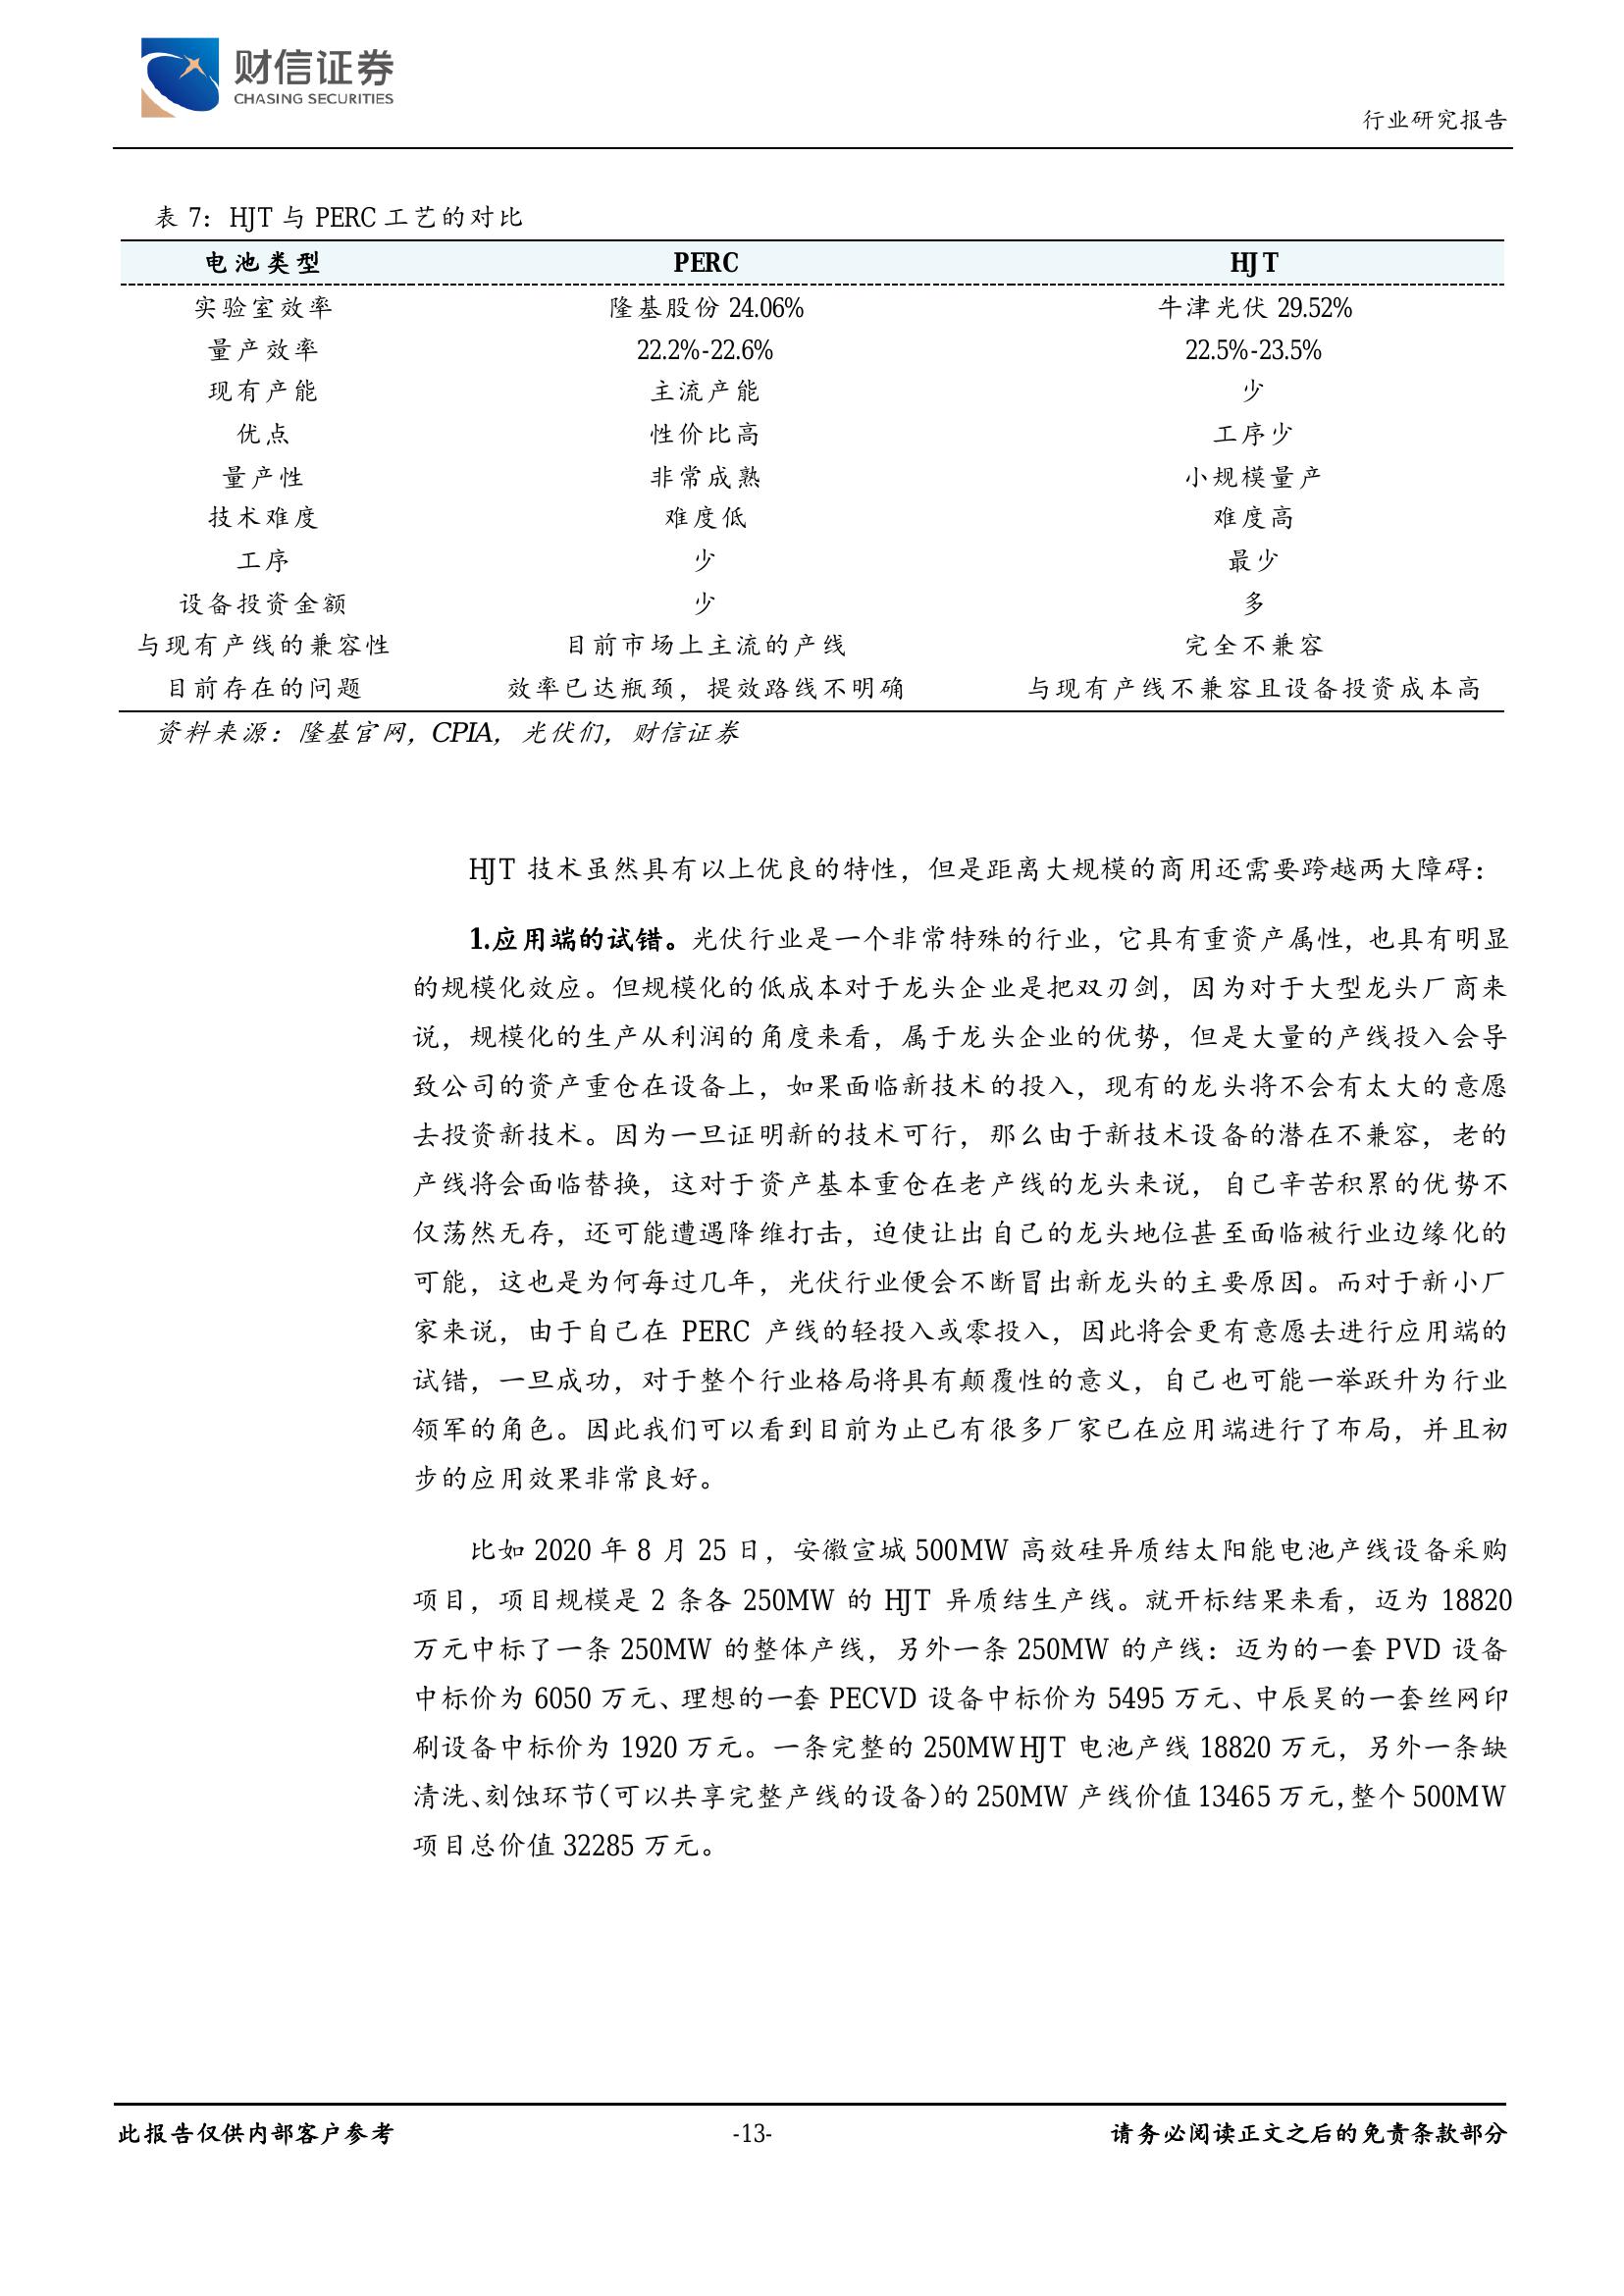 财信证券
CHASING SECURITIES
行业研究报告
表 7：HJT 与 PERC 工艺的对比
电池类型 PERC HJT
实验室效率 隆基股份 24.06% 牛津光伏 29.52%
量产效率 22.2%-22.6% 22.5%-23.5%
现有产能 主流产能 少
优点 性价比高 工序少
量产性 非常成熟 小规模量产
技术难度 难度低 难度高
工序 少 最少
设备投资金额 少 多
与现有产线的兼容性 目前市场上主流的产线 完全不兼容
目前存在的问题 效率已达瓶颈，提效路线不明确 与现有产线不兼容且设备投资成本高
资料来源：隆基官网，CPIA，光伏们，财信证券
HJT 技术虽然具有以上优良的特性，但是距离大规模的商用还需要跨越两大障碍：
1.应用端的试错。光伏行业是一个非常特殊的行业，它具有重资产属性，也具有明显
的规模化效应。但规模化的低成本对于龙头企业是把双刃剑，因为对于大型龙头厂商来
说，规模化的生产从利润的角度来看，属于龙头企业的优势，但是大量的产线投入会导
致公司的资产重仓在设备上，如果面临新技术的投入，现有的龙头将不会有太大的意愿
去投资新技术。因为一旦证明新的技术可行，那么由于新技术设备的潜在不兼容，老的
产线将会面临替换，这对于资产基本重仓在老产线的龙头来说，自己辛苦积累的优势不
仅荡然无存，还可能遭遇降维打击，迫使让出自己的龙头地位甚至面临被行业边缘化的
可能，这也是为何每过几年，光伏行业便会不断冒出新龙头的主要原因。而对于新小厂
家来说，由于自己在 PERC 产线的轻投入或零投入，因此将会更有意愿去进行应用端的
试错，一旦成功，对于整个行业格局将具有颠覆性的意义，自己也可能一举跃升为行业
领军的角色。因此我们可以看到目前为止已有很多厂家已在应用端进行了布局，并且初
步的应用效果非常良好。
比如 2020 年 8 月 25 日，安徽宣城 500MW 高效硅异质结太阳能电池产线设备采购
项目，项目规模是 2 条各 250MW 的 HJT 异质结生产线。就开标结果来看，迈为 18820
万元中标了一条 250MW 的整体产线，另外一条 250MW 的产线：迈为的一套 PVD 设备
中标价为 6050 万元、理想的一套 PECVD 设备中标价为 5495 万元、中辰昊的一套丝网印
刷设备中标价为 1920 万元。一条完整的 250MW HJT 电池产线 18820 万元，另外一条缺
清洗、刻蚀环节（可以共享完整产线的设备）的 250MW 产线价值 13465 万元，整个 500MW
项目总价值 32285 万元。
此报告仅供内部客户参考 -13- 请务必阅读正文之后的免责条款部分